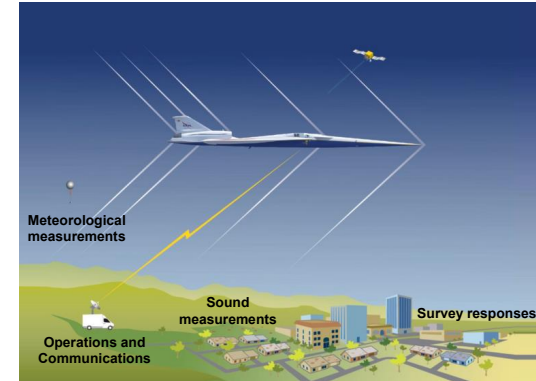 Meteorological
measurements
Sound
measurements
Survey responses
Operations and
Communications